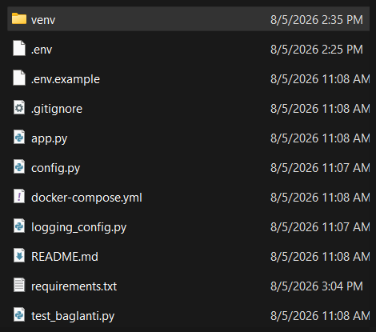 venv 8/5/2026 2:35 PM
.env 8/5/2026 2:25 PM
.env.example 8/5/2026 11:08 AM
.gitignore 8/5/2026 11:08 AM
app.py 8/5/2026 11:08 AM
config.py 8/5/2026 11:07 AM
docker-compose.yml 8/5/2026 11:08 AM
logging_config.py 8/5/2026 11:07 AM
README.md 8/5/2026 11:08 AM
requirements.txt 8/5/2026 3:04 PM
test_baglanti.py 8/5/2026 11:08 AM